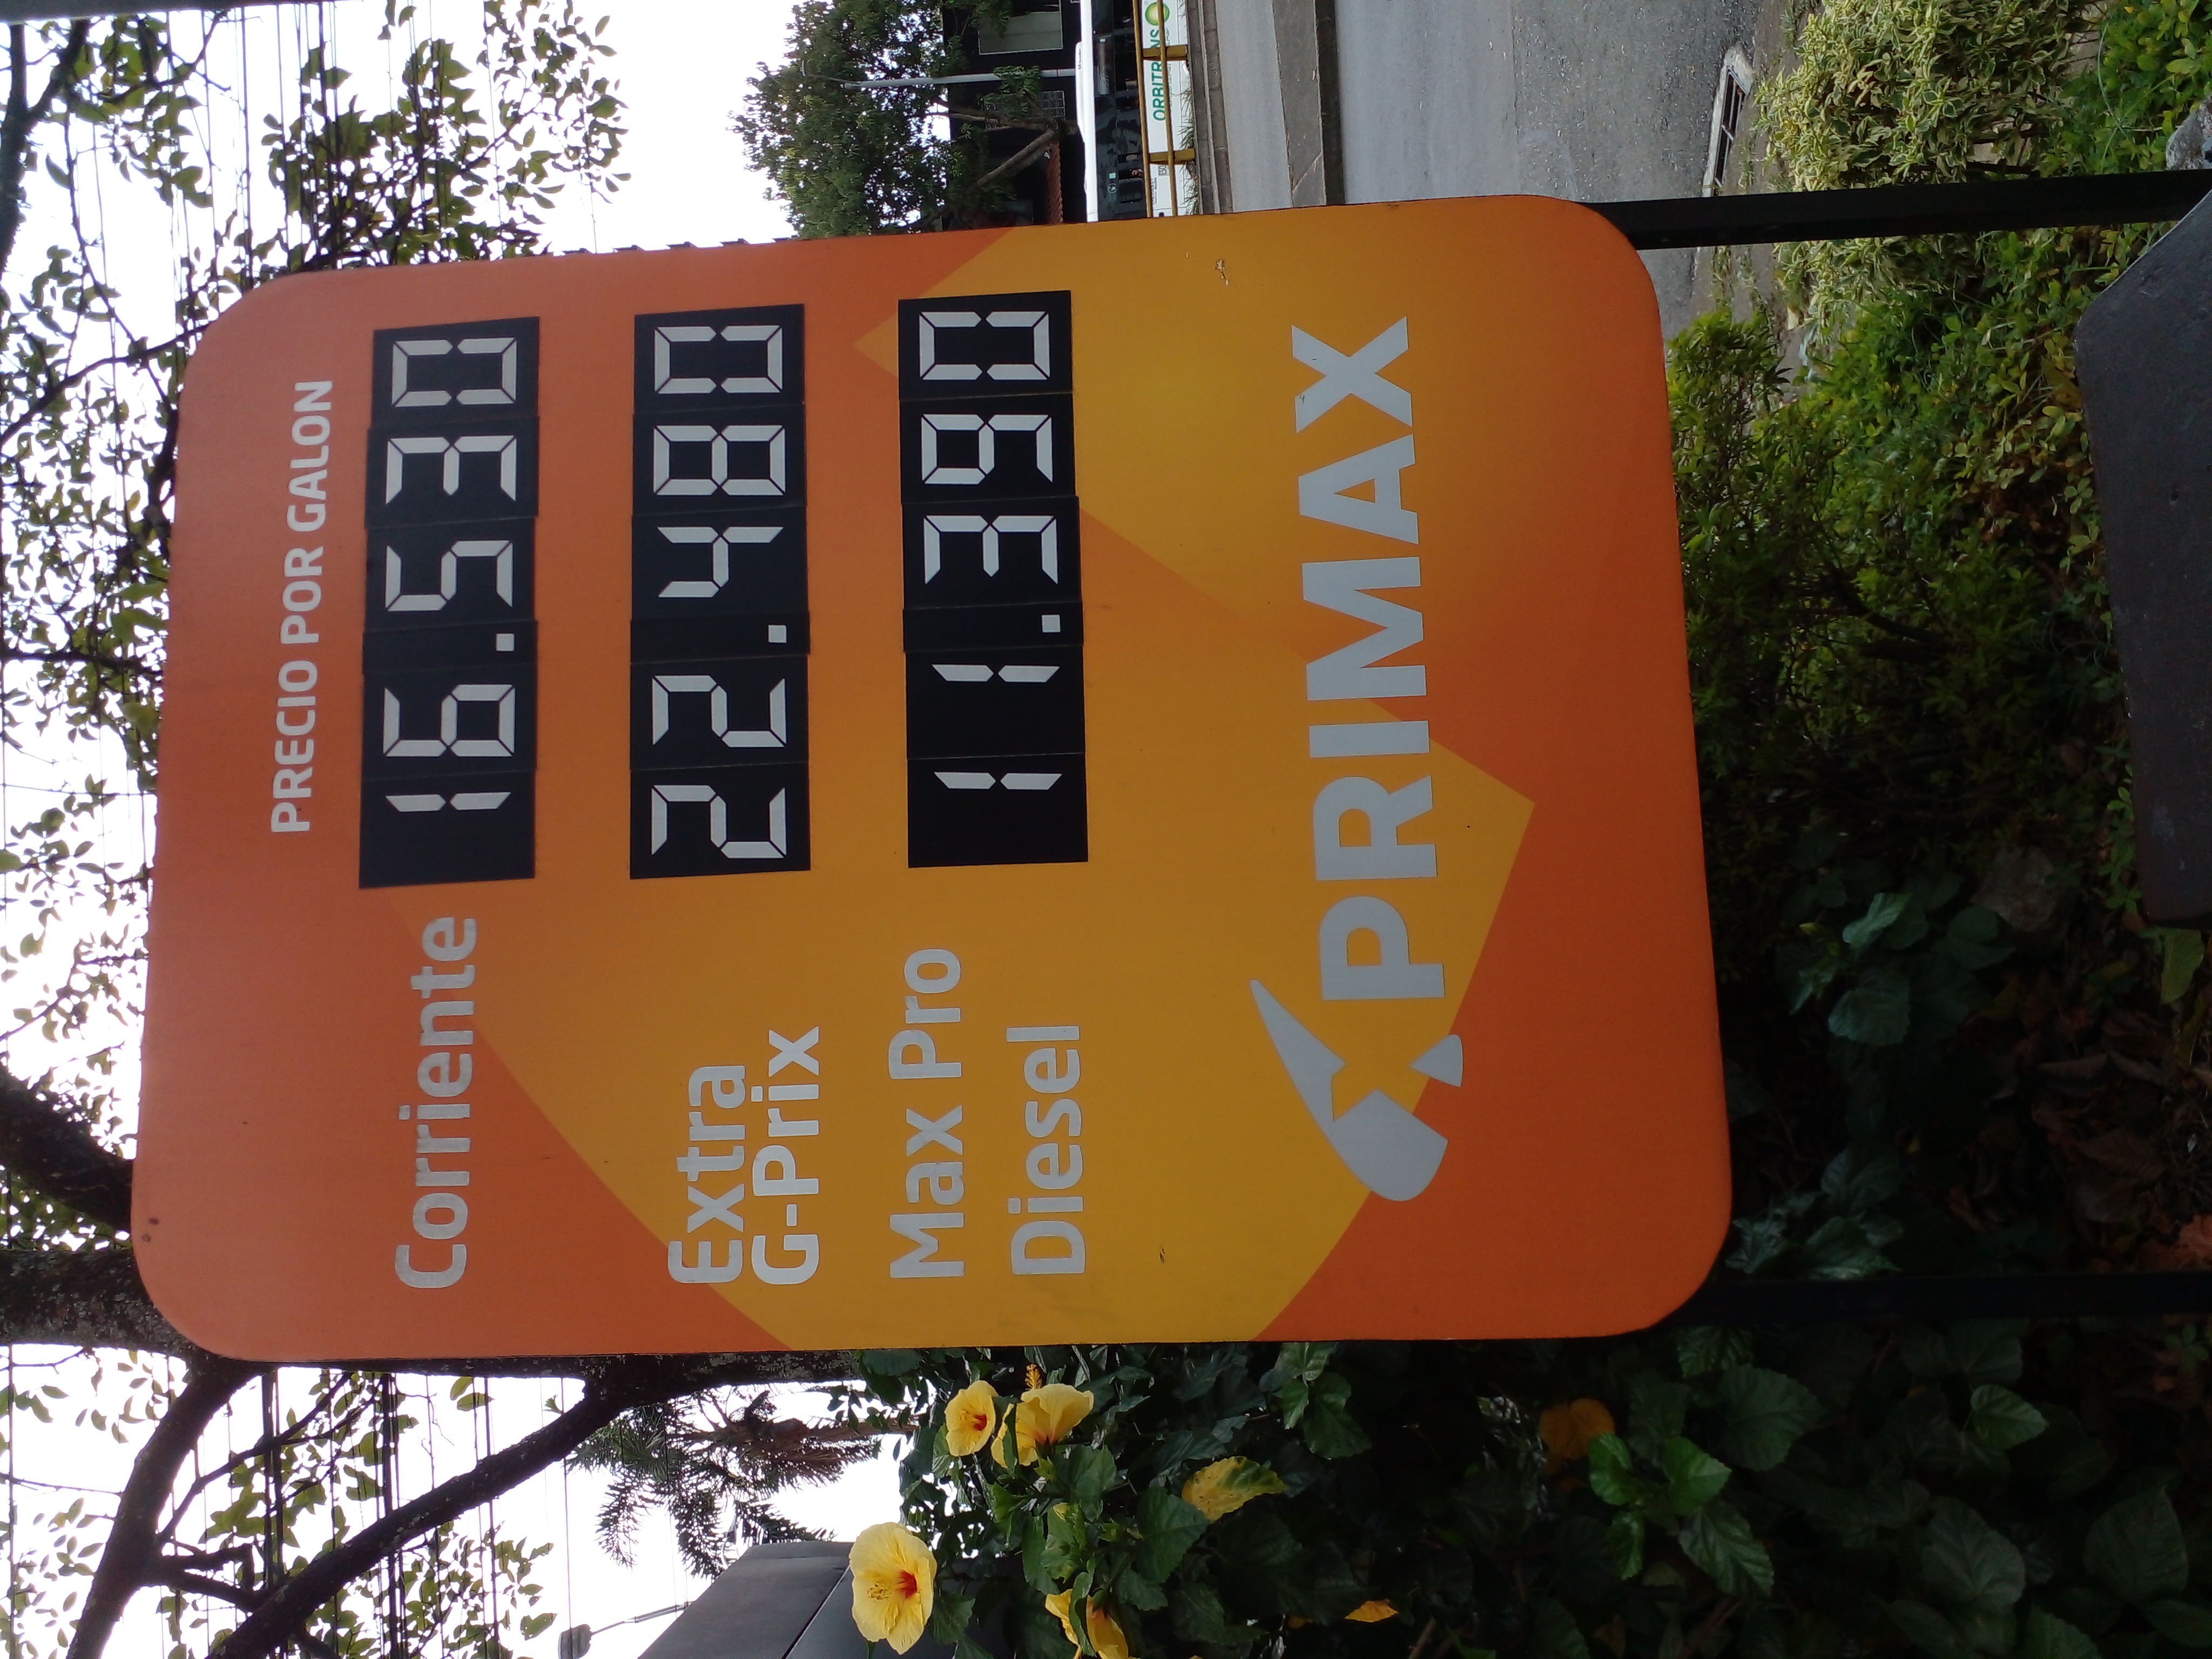 PRECIO POR GALON
Corriente 16.530
Extra
G-Prix 22.480
Max Pro
Diesel 11.390
PRIMAX